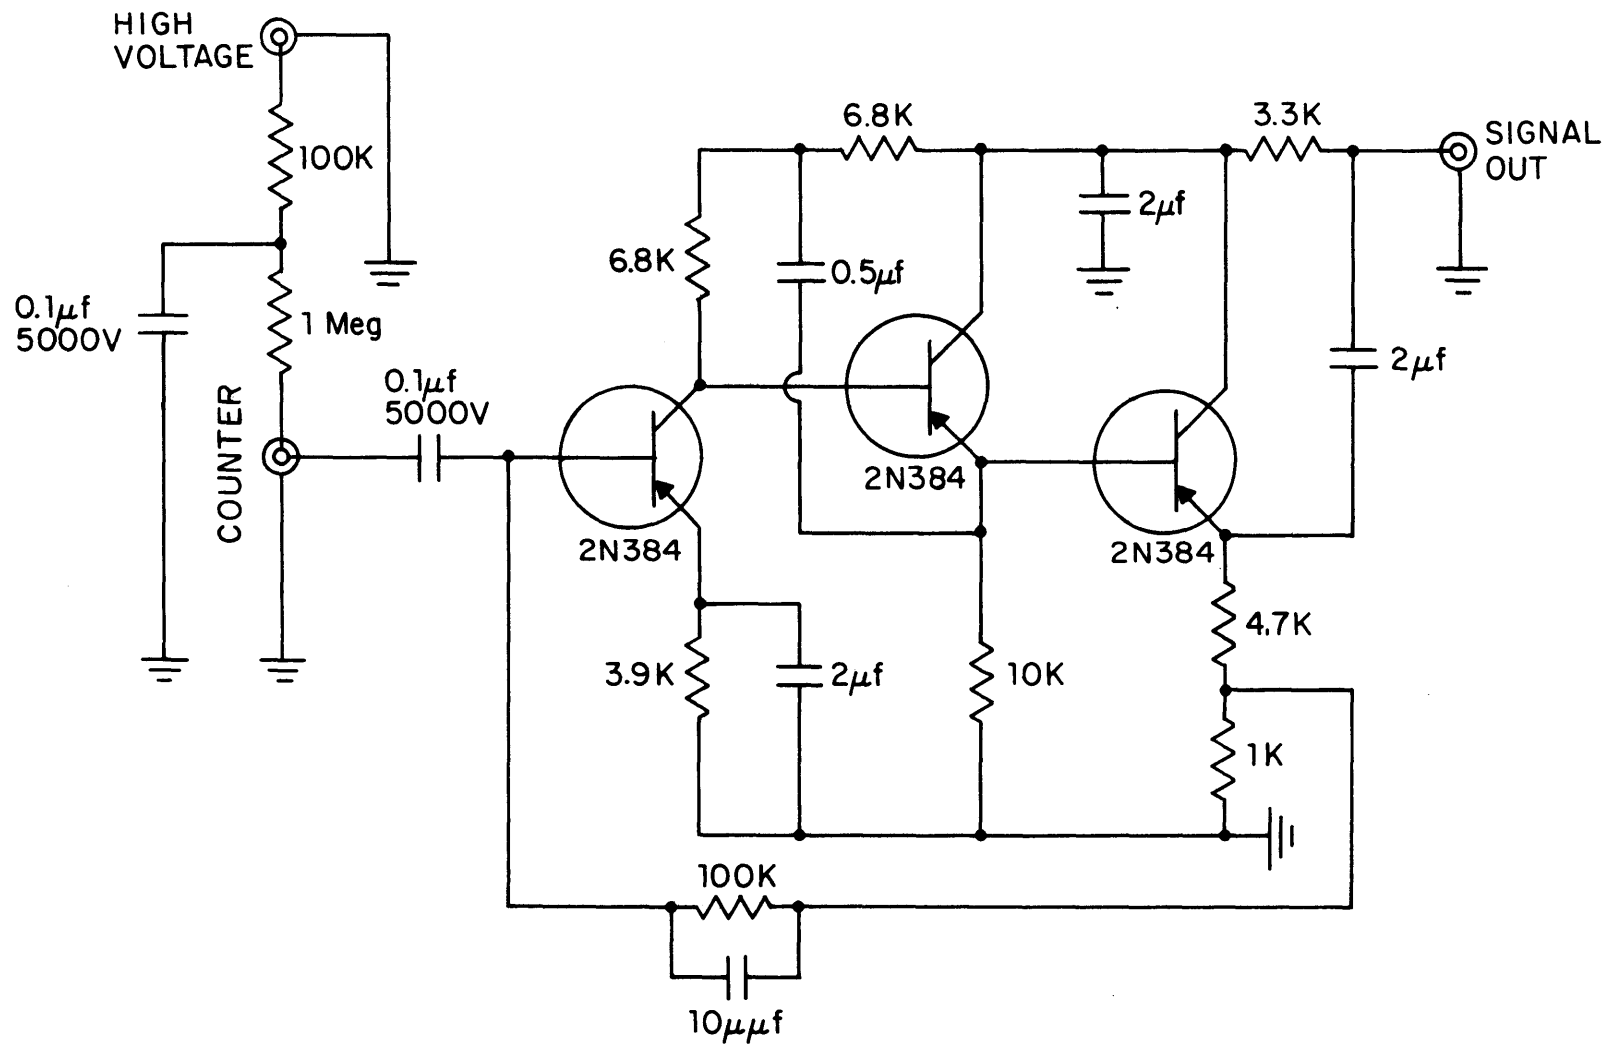 HIGH
VOLTAGE
100K
0.1μf
5000V
1 Meg
COUNTER
0.1μf
5000V
6.8K
6.8K
0.5μf
2μf
3.3K
SIGNAL
OUT
2μf
2N384
2N384
2N384
3.9K
2μf
10K
4.7K
1K
100K
10μμf